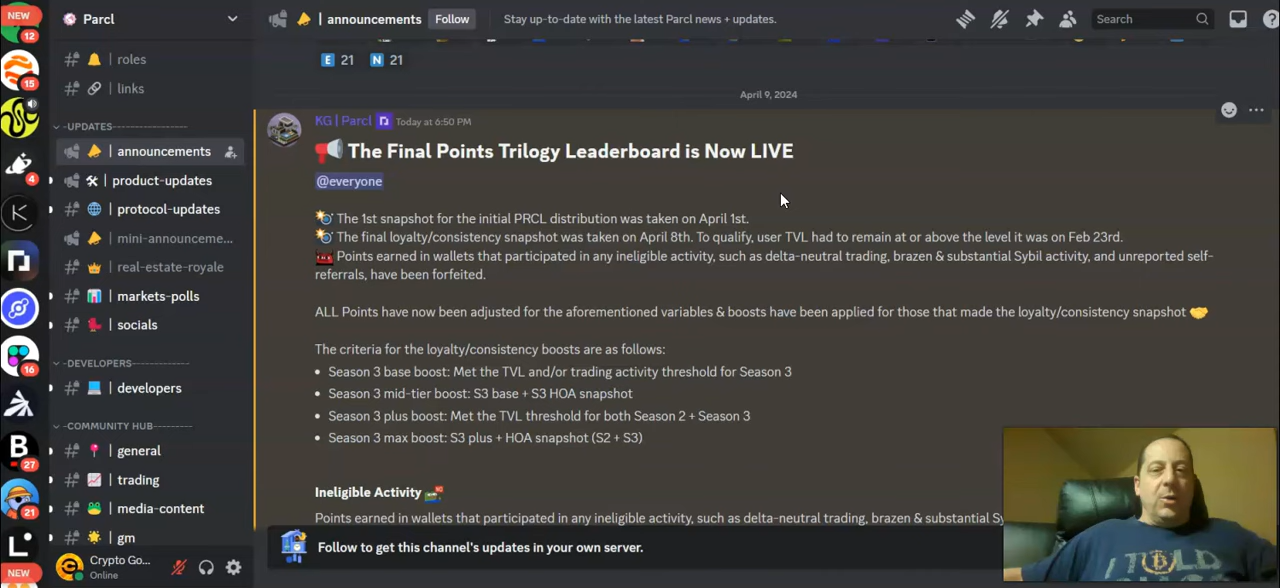 NEW
12
15
4
16
B
27
21
L
NEW
Parcl
roles
links
-UPDATES----------------
announcements
product-updates
protocol-updates
mini-announceme...
real-estate-royale
markets-polls
socials
-DEVELOPERS--------------
developers
-COMMUNITY HUB--
general
trading
media-content
gm
Crypto Go...
Online
| announcements
Follow
Stay up-to-date with the latest Parcl news + updates.
Search
E 21 N 21
April 9, 2024
KG | Parcl Today at 6:50 PM
The Final Points Trilogy Leaderboard is Now LIVE
@everyone
The 1st snapshot for the initial PRCL distribution was taken on April 1st.
The final loyalty/consistency snapshot was taken on April 8th. To qualify, user TVL had to remain at or above the level it was on Feb 23rd.
Points earned in wallets that participated in any ineligible activity, such as delta-neutral trading, brazen & substantial Sybil activity, and unreported self-
referrals, have been forfeited.
ALL Points have now been adjusted for the aforementioned variables & boosts have been applied for those that made the loyalty/consistency snapshot
The criteria for the loyalty/consistency boosts are as follows:
• Season 3 base boost: Met the TVL and/or trading activity threshold for Season 3
• Season 3 mid-tier boost: S3 base + S3 HOA snapshot
• Season 3 plus boost: Met the TVL threshold for both Season 2 + Season 3
• Season 3 max boost: S3 plus + HOA snapshot (S2 + S3)
Ineligible Activity
Points earned in wallets that participated in any ineligible activity, such as delta-neutral trading, brazen & substantial Sy
Follow to get this channel's updates in your own server.